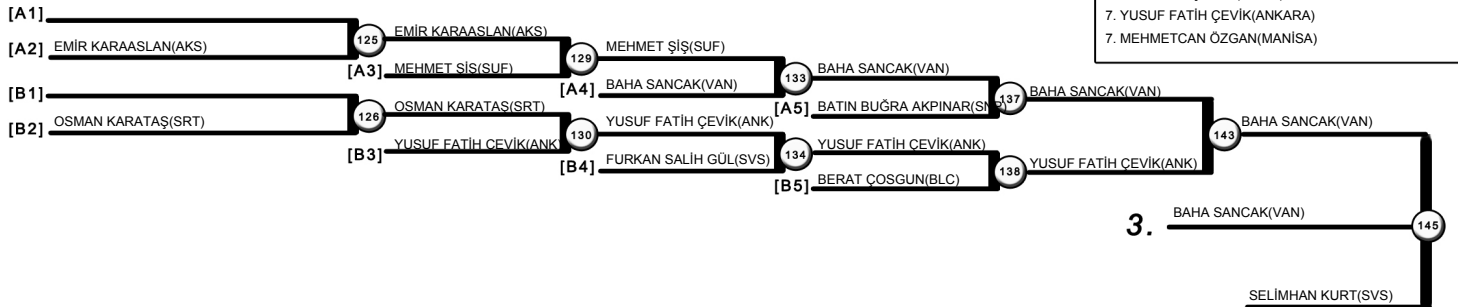 7. YUSUF FATİH ÇEVİK(ANKARA)
7. MEHMETCAN ÖZGAN(MANİSA)
[A1]
[A2] EMİR KARAASLAN(AKS)
125
EMİR KARAASLAN(AKS)
[A3] MEHMET ŞİŞ(SUF)
129
MEHMET ŞİŞ(SUF)
[A4] BAHA SANCAK(VAN)
133
BAHA SANCAK(VAN)
[A5] BATIN BUĞRA AKPINAR(SNP)
137
BAHA SANCAK(VAN)
[B1]
[B2] OSMAN KARATAŞ(SRT)
126
OSMAN KARATAŞ(SRT)
[B3] YUSUF FATİH ÇEVİK(ANK)
130
YUSUF FATİH ÇEVİK(ANK)
[B4] FURKAN SALİH GÜL(SVS)
134
YUSUF FATİH ÇEVİK(ANK)
[B5] BERAT ÇOSGUN(BLC)
138
YUSUF FATİH ÇEVİK(ANK)
143
BAHA SANCAK(VAN)
3. BAHA SANCAK(VAN)
145
SELİMHAN KURT(SVS)